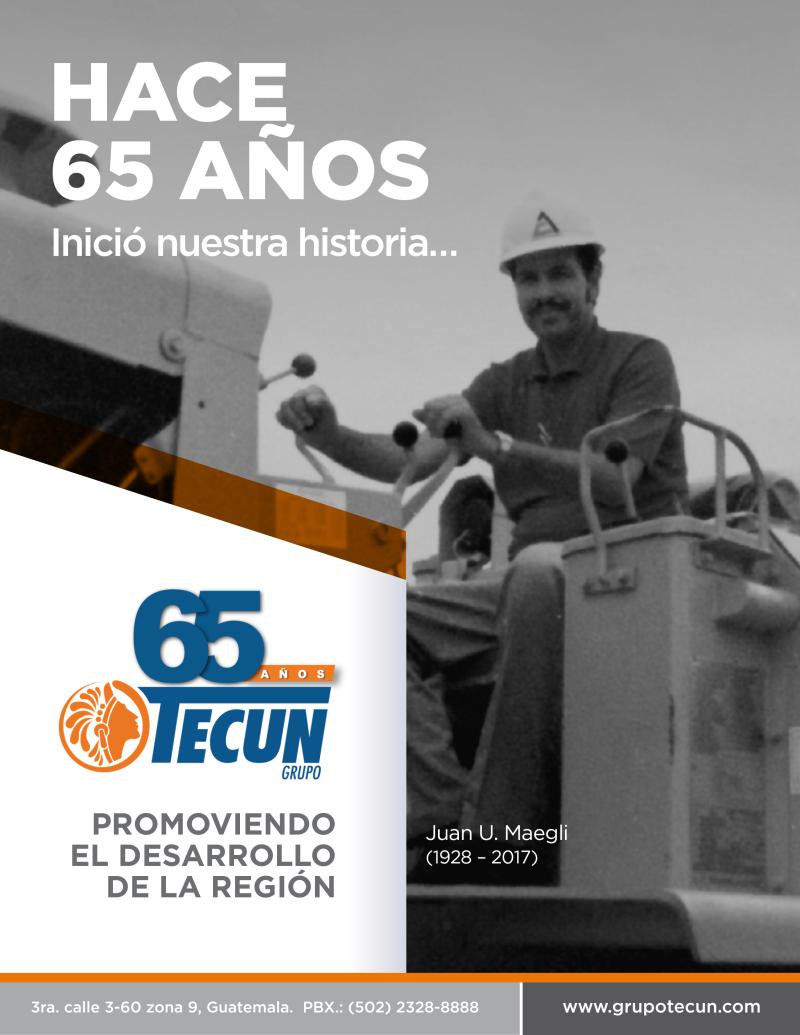 HACE
65 AÑOS
Inició nuestra historia...
65
AÑOS
TECUN
GRUPO
PROMOVIENDO
EL DESARROLLO
DE LA REGIÓN
Juan U. Maegli
(1928 – 2017)
3ra. calle 3-60 zona 9, Guatemala. PBX.: (502) 2328-8888
www.grupotecun.com